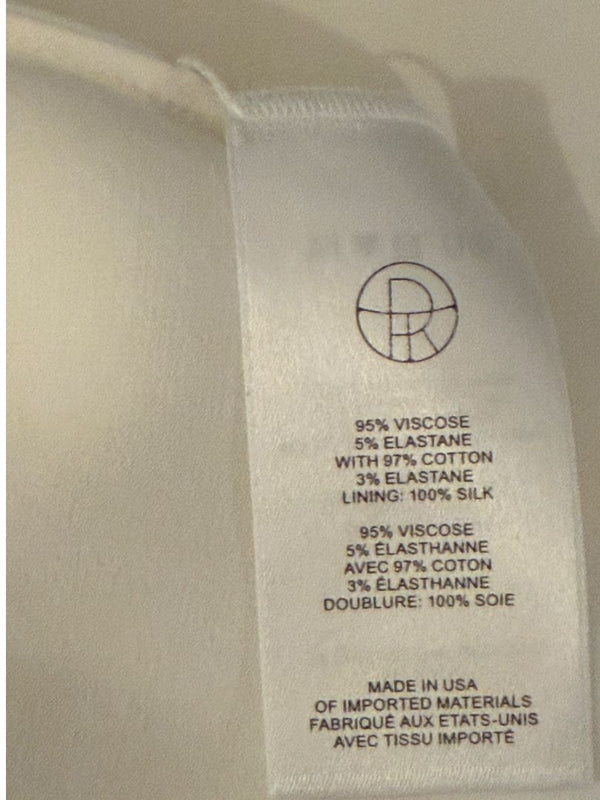 95% VISCOSE
5% ELASTANE
WITH 97% COTTON
3% ELASTANE
LINING: 100% SILK
95% VISCOSE
5% ÉLASTHANNE
AVEC 97% COTON
3% ÉLASTHANNE
DOUBLURE: 100% SOIE
MADE IN USA
OF IMPORTED MATERIALS
FABRIQUÉ AUX ETATS-UNIS
AVEC TISSU IMPORTÉ